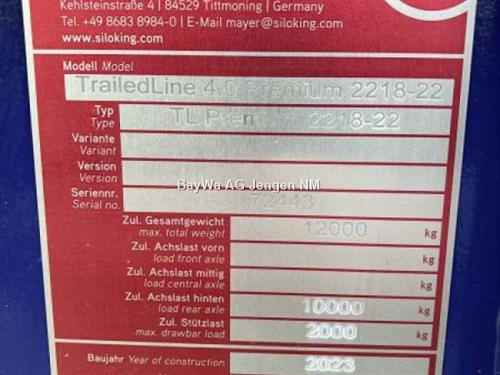 Kehlsteinstraße 4 | 84529 Tittmoning | Germany
Tel. +49 8683 8984-0 | E-Mail mayer@siloking.com
www.siloking.com
Modell Model
TrailedLine 4.0 Premium 2218-22
Typ
Type
TL Premium 2218-22
Variante
Variant
Version
Version
BayWa AG Jengen NM
Seriennr.
Serial no.
72443
Zul. Gesamtgewicht
max. total weight
12000 kg
Zul. Achslast vorn
load front axle
kg
Zul. Achslast mittig
load central axle
kg
Zul. Achslast hinten
load rear axle
10000 kg
Zul. Stützlast
max. drawbar load
2000 kg
Baujahr Year of construction
2023